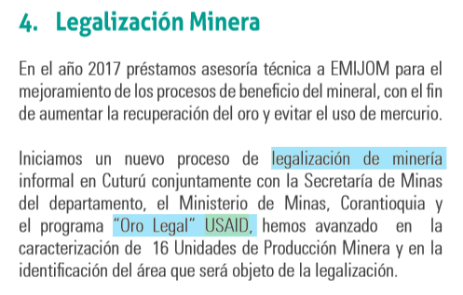 4. Legalización Minera
En el año 2017 préstamos asesoría técnica a EMIJOM para el
mejoramiento de los procesos de beneficio del mineral, con el fin
de aumentar la recuperación del oro y evitar el uso de mercurio.
Iniciamos un nuevo proceso de legalización de minería
informal en Cuturú conjuntamente con la Secretaría de Minas
del departamento, el Ministerio de Minas, Corantioquia y
el programa “Oro Legal” USAID, hemos avanzado en la
caracterización de 16 Unidades de Producción Minera y en la
identificación del área que será objeto de la legalización.